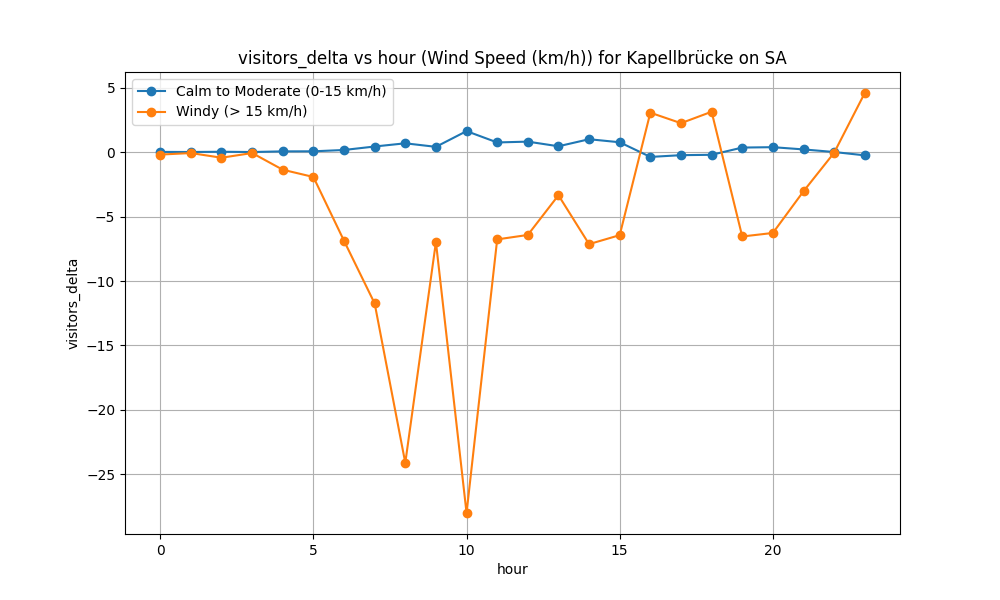 visitors_delta vs hour (Wind Speed (km/h)) for Kapellbrücke on SA
Calm to Moderate (0-15 km/h)
Windy (> 15 km/h)
5
0
−5
−10
−15
−20
−25
visitors_delta
0 5 10 15 20
hour